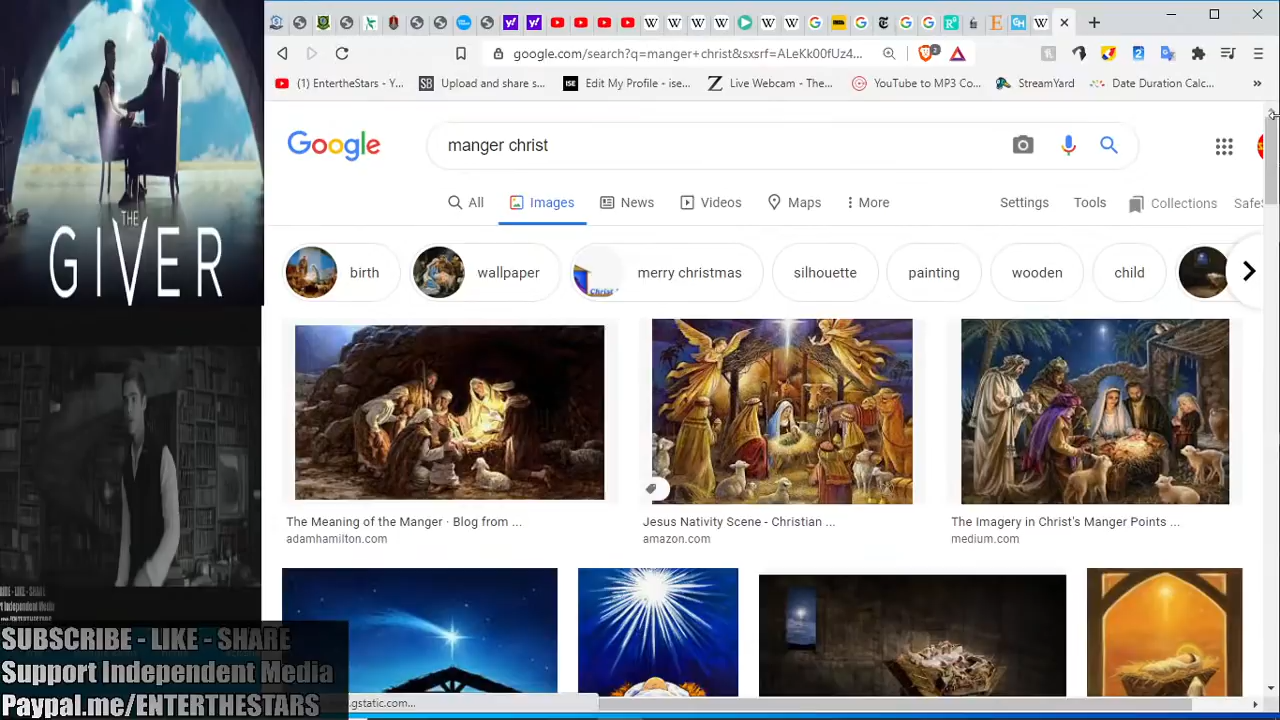 THE
GIVER
SUBSCRIBE - LIKE - SHARE
Support Independent Media
Paypal.me/ENTERTHESTARS
google.com/search?q=manger+christ&sxsrf=ALeKk00fUz4...
2
(1) EntertheStars - Y...
SB Upload and share s...
ISE Edit My Profile - ise...
Live Webcam - The...
YouTube to MP3 Co...
StreamYard
Date Duration Calc...
»
Google
manger christ
All
Images
News
Videos
Maps
More
Settings
Tools
Collections
Safe
birth
wallpaper
merry christmas
silhouette
painting
wooden
child
The Meaning of the Manger · Blog from ...
adamhamilton.com
Jesus Nativity Scene - Christian ...
amazon.com
The Imagery in Christ's Manger Points ...
medium.com
.gstatic.com...